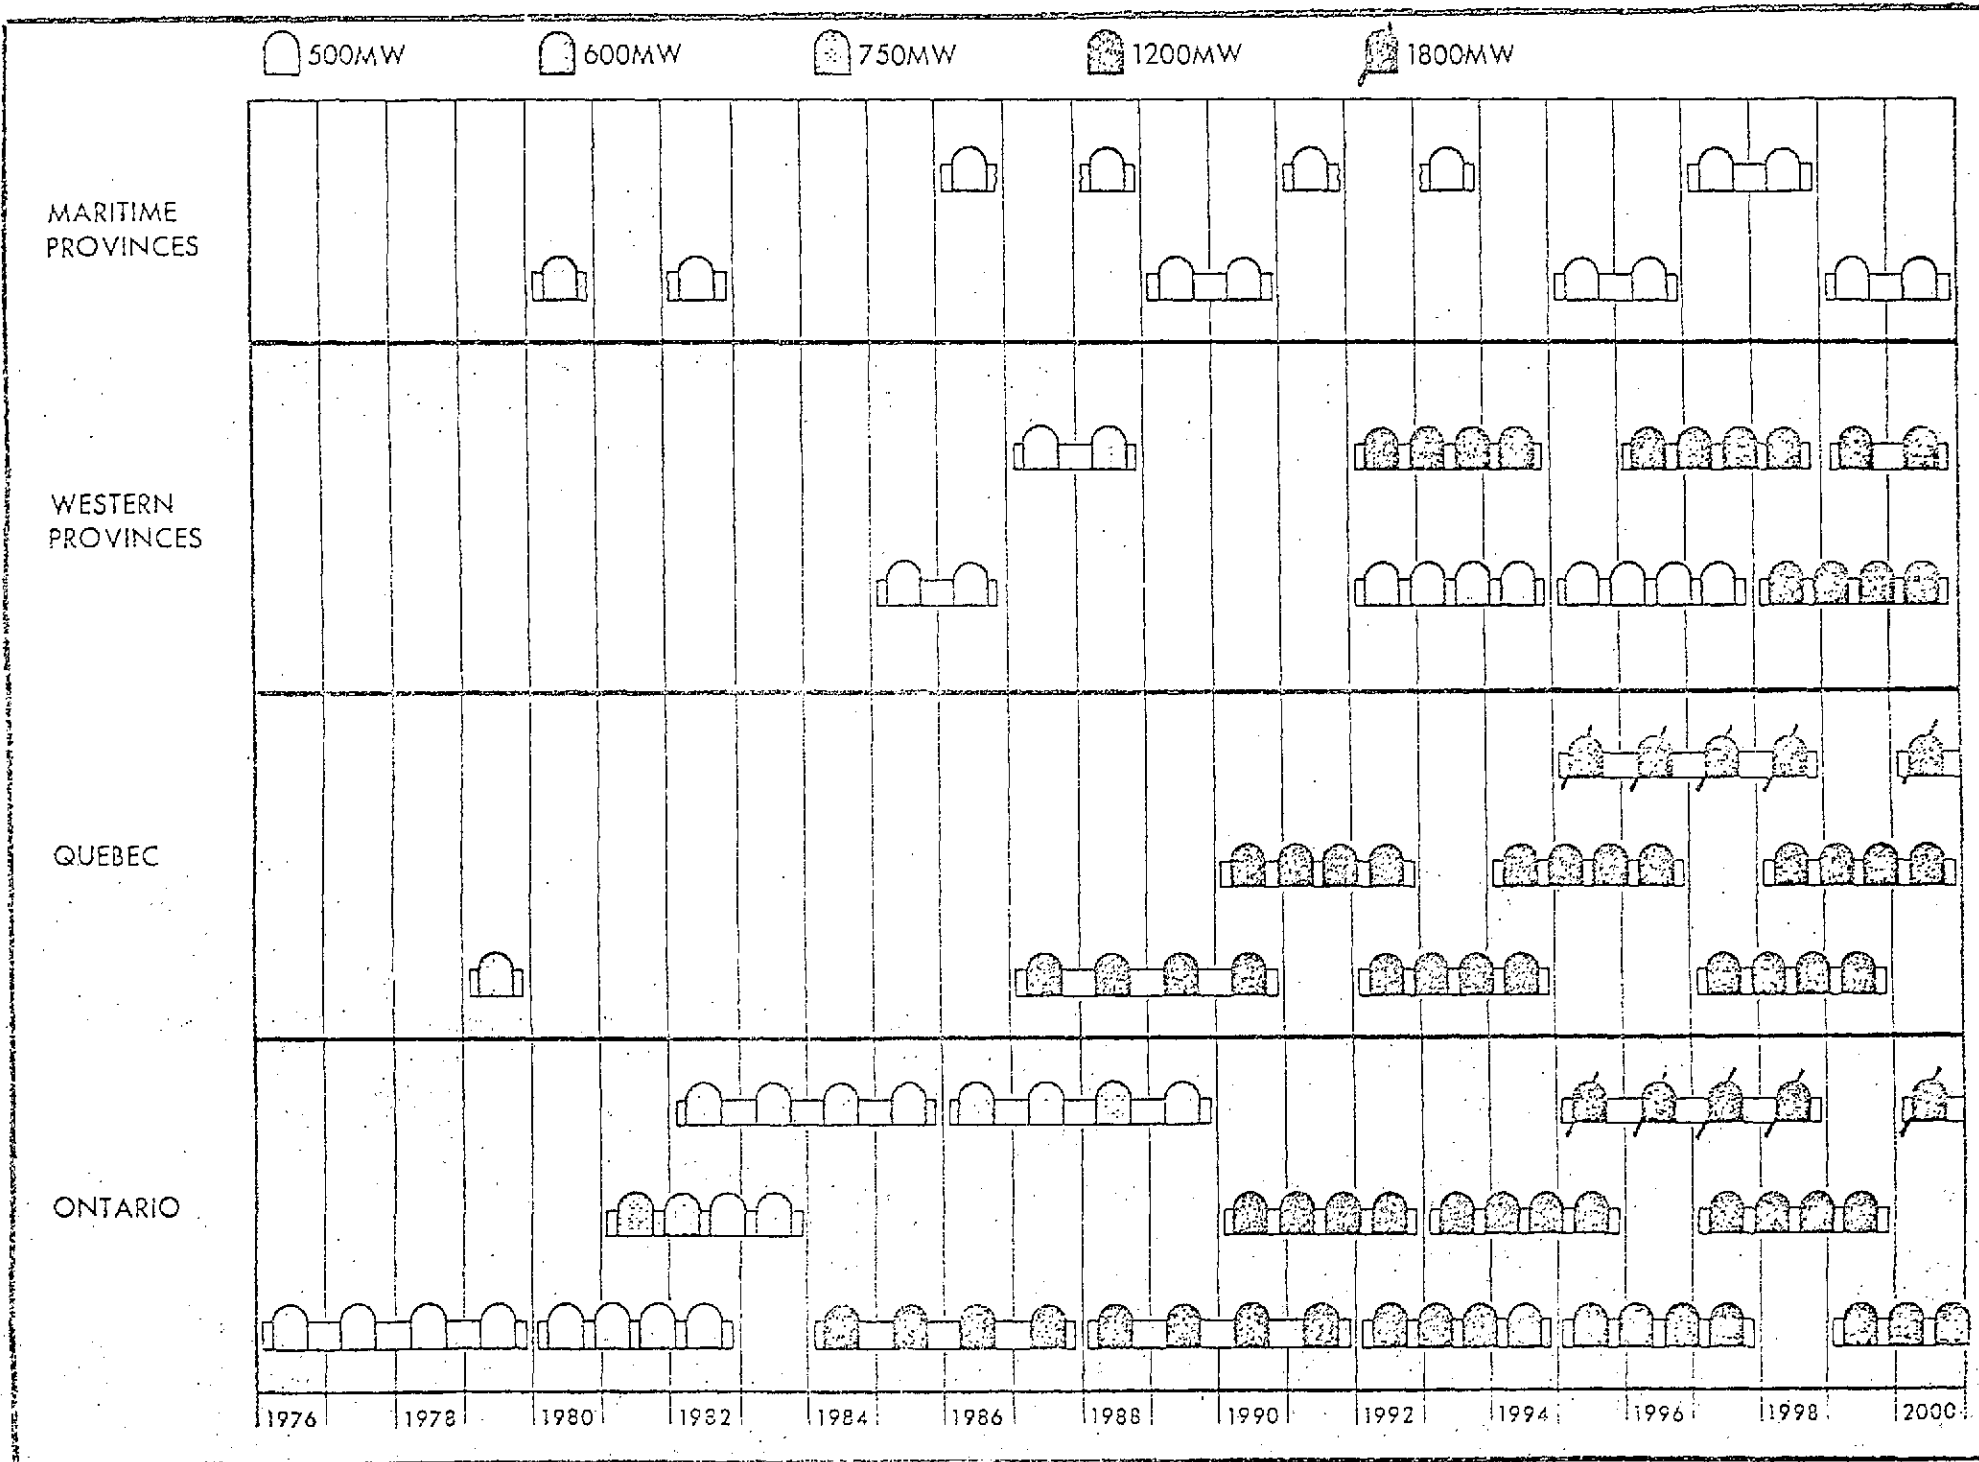 500MW 600MW 750MW 1200MW 1800MW
MARITIME
PROVINCES
WESTERN
PROVINCES
QUEBEC
ONTARIO
1976 1978 1980 1982 1984 1986 1988 1990 1992 1994 1996 1998 2000